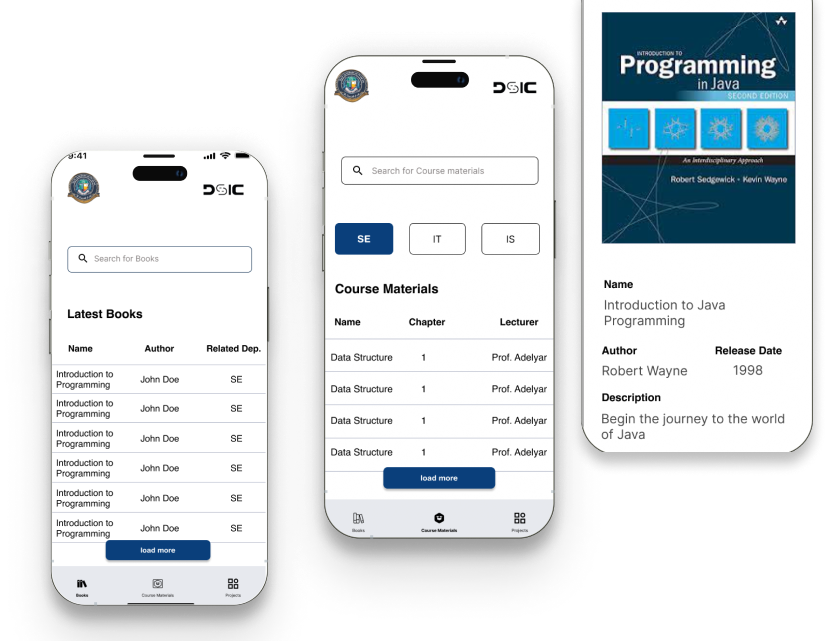 9:41
DSIC
Search for Books
Latest Books
Name Author Related Dep.
Introduction to
Programming John Doe SE
Introduction to
Programming John Doe SE
Introduction to
Programming John Doe SE
Introduction to
Programming John Doe SE
Introduction to
Programming John Doe SE
Introduction to
Programming John Doe SE
load more
Books Course Materials Projects
DSIC
Search for Course materials
SE IT IS
Course Materials
Name Chapter Lecturer
Data Structure 1 Prof. Adelyar
Data Structure 1 Prof. Adelyar
Data Structure 1 Prof. Adelyar
Data Structure 1 Prof. Adelyar
load more
Books Course Materials Projects
INTRODUCTION TO
Programming
in Java
SECOND EDITION
An Interdisciplinary Approach
Robert Sedgewick • Kevin Wayne
Name
Introduction to Java
Programming
Author Release Date
Robert Wayne 1998
Description
Begin the journey to the world
of Java